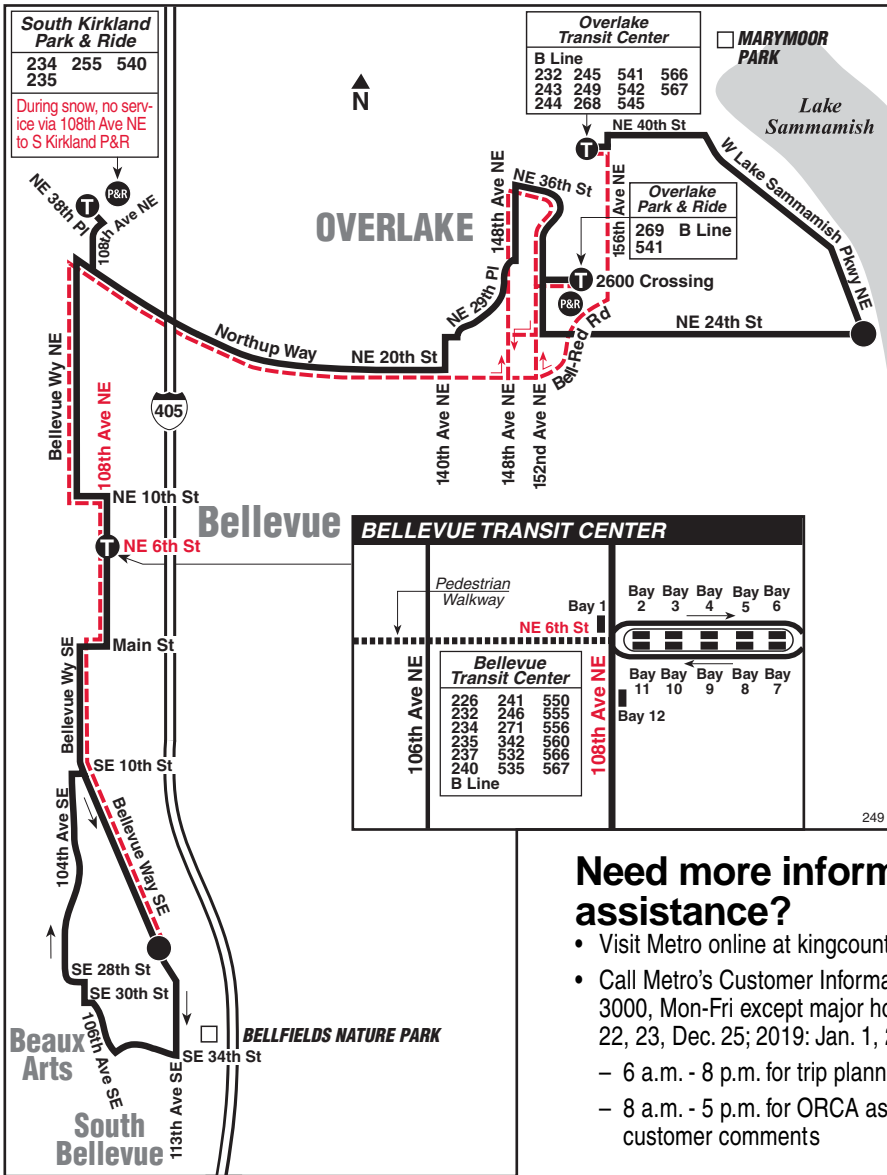 South Kirkland
Park & Ride
234 255 540
235
During snow, no serv-
ice via 108th Ave NE
to S Kirkland P&R
Overlake
Transit Center
B Line
232 245 541 566
243 249 542 567
244 268 545
MARYMOOR
PARK
Lake
Sammamish
N
NE 40th St
W Lake Sammamish Pkwy NE
T
P&R
NE 38th Pl
T
108th Ave NE
OVERLAKE
148th Ave NE
NE 36th St
156th Ave NE
Overlake
Park & Ride
269 B Line
541
T
2600 Crossing
P&R
NE 29th Pl
Bell-Red Rd
NE 24th St
Northup Way
NE 20th St
Bellevue Wy NE
108th Ave NE
405
140th Ave NE
148th Ave NE
152nd Ave NE
NE 10th St
Bellevue
T
NE 6th St
Main St
Bellevue Wy SE
SE 10th St
104th Ave SE
Bellevue Way SE
SE 28th St
SE 30th St
106th Ave SE
Beaux
Arts
SE 34th St
113th Ave SE
South
Bellevue
BELLFIELDS NATURE PARK
BELLEVUE TRANSIT CENTER
Pedestrian
Walkway
Bay 1
NE 6th St
Bay 2
Bay 3
Bay 4
Bay 5
Bay 6
Bay 11
Bay 10
Bay 9
Bay 8
Bay 7
Bay 12
106th Ave NE
108th Ave NE
Bellevue
Transit Center
226 241 550
232 246 555
234 271 556
235 342 560
237 532 566
240 535 567
B Line
249
Need more inform
assistance?
• Visit Metro online at kingcount
• Call Metro's Customer Informa
3000, Mon-Fri except major ho
22, 23, Dec. 25; 2019: Jan. 1, 2
– 6 a.m. - 8 p.m. for trip plann
– 8 a.m. - 5 p.m. for ORCA as
customer comments